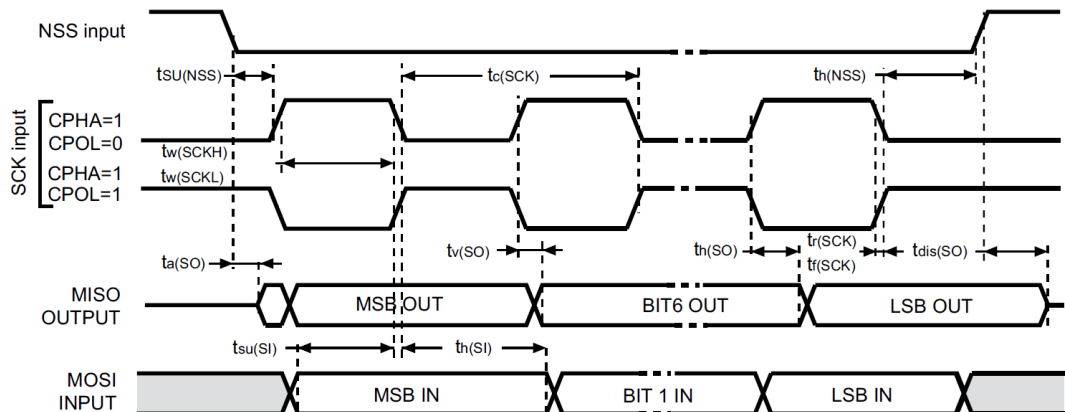 NSS input
tSU(NSS)
tc(SCK)
th(NSS)
SCK input
CPHA=1
CPOL=0
tw(SCKH)
CPHA=1
tw(SCKL)
CPOL=1
ta(SO)
tv(SO)
th(SO)
tr(SCK)
tf(SCK)
tdis(SO)
MISO
OUTPUT
MSB OUT
BIT6 OUT
LSB OUT
tsu(SI)
th(SI)
MOSI
INPUT
MSB IN
BIT 1 IN
LSB IN